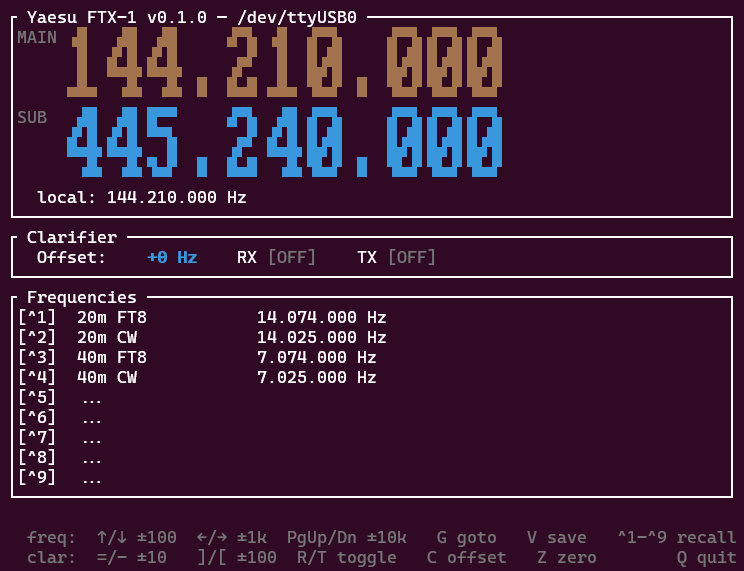 Yaesu FTX-1 v0.1.0 — /dev/ttyUSB0
MAIN 144.210.000
SUB 445.240.000
local: 144.210.000 Hz
Clarifier
Offset: +0 Hz RX [OFF] TX [OFF]
Frequencies
[^1] 20m FT8 14.074.000 Hz
[^2] 20m CW 14.025.000 Hz
[^3] 40m FT8 7.074.000 Hz
[^4] 40m CW 7.025.000 Hz
[^5] …
[^6] …
[^7] …
[^8] …
[^9] …
freq: ↑/↓ ±100 ←/→ ±1k PgUp/Dn ±10k G goto V save ^1–^9 recall
clar: =/- ±10 ]/[ ±100 R/T toggle C offset Z zero Q quit